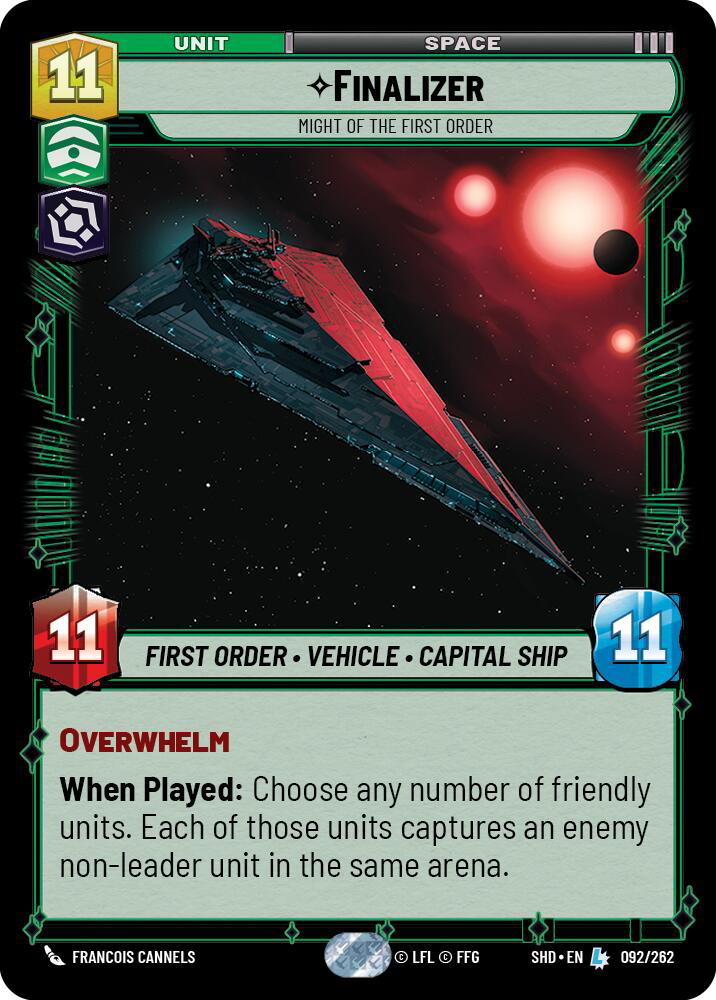 UNIT
SPACE
11
FINALIZER
MIGHT OF THE FIRST ORDER
11
FIRST ORDER • VEHICLE • CAPITAL SHIP
11
OVERWHELM
When Played: Choose any number of friendly
units. Each of those units captures an enemy
non-leader unit in the same arena.
FRANCOIS CANNELS
© LFL © FFG
SHD • EN L 092/262